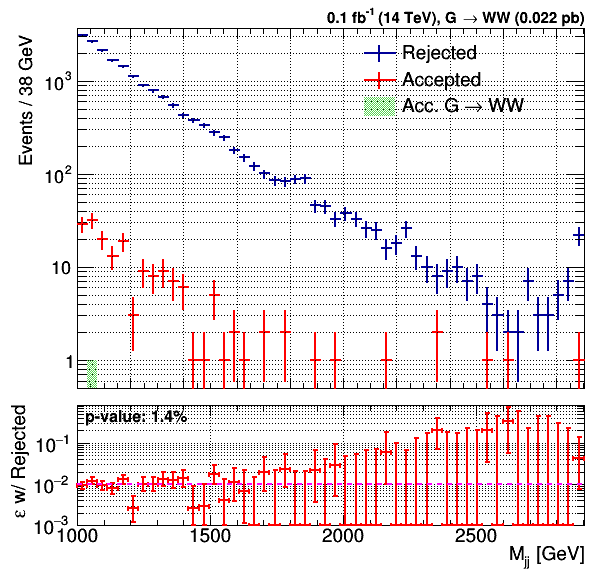 0.1 fb⁻¹ (14 TeV), G → WW (0.022 pb)
Events / 38 GeV
Rejected
Accepted
Acc. G → WW
10³
10²
10
1
p-value: 1.4%
ε w/ Rejected
10⁻¹
10⁻²
10⁻³
1000 1500 2000 2500
M_jj [GeV]